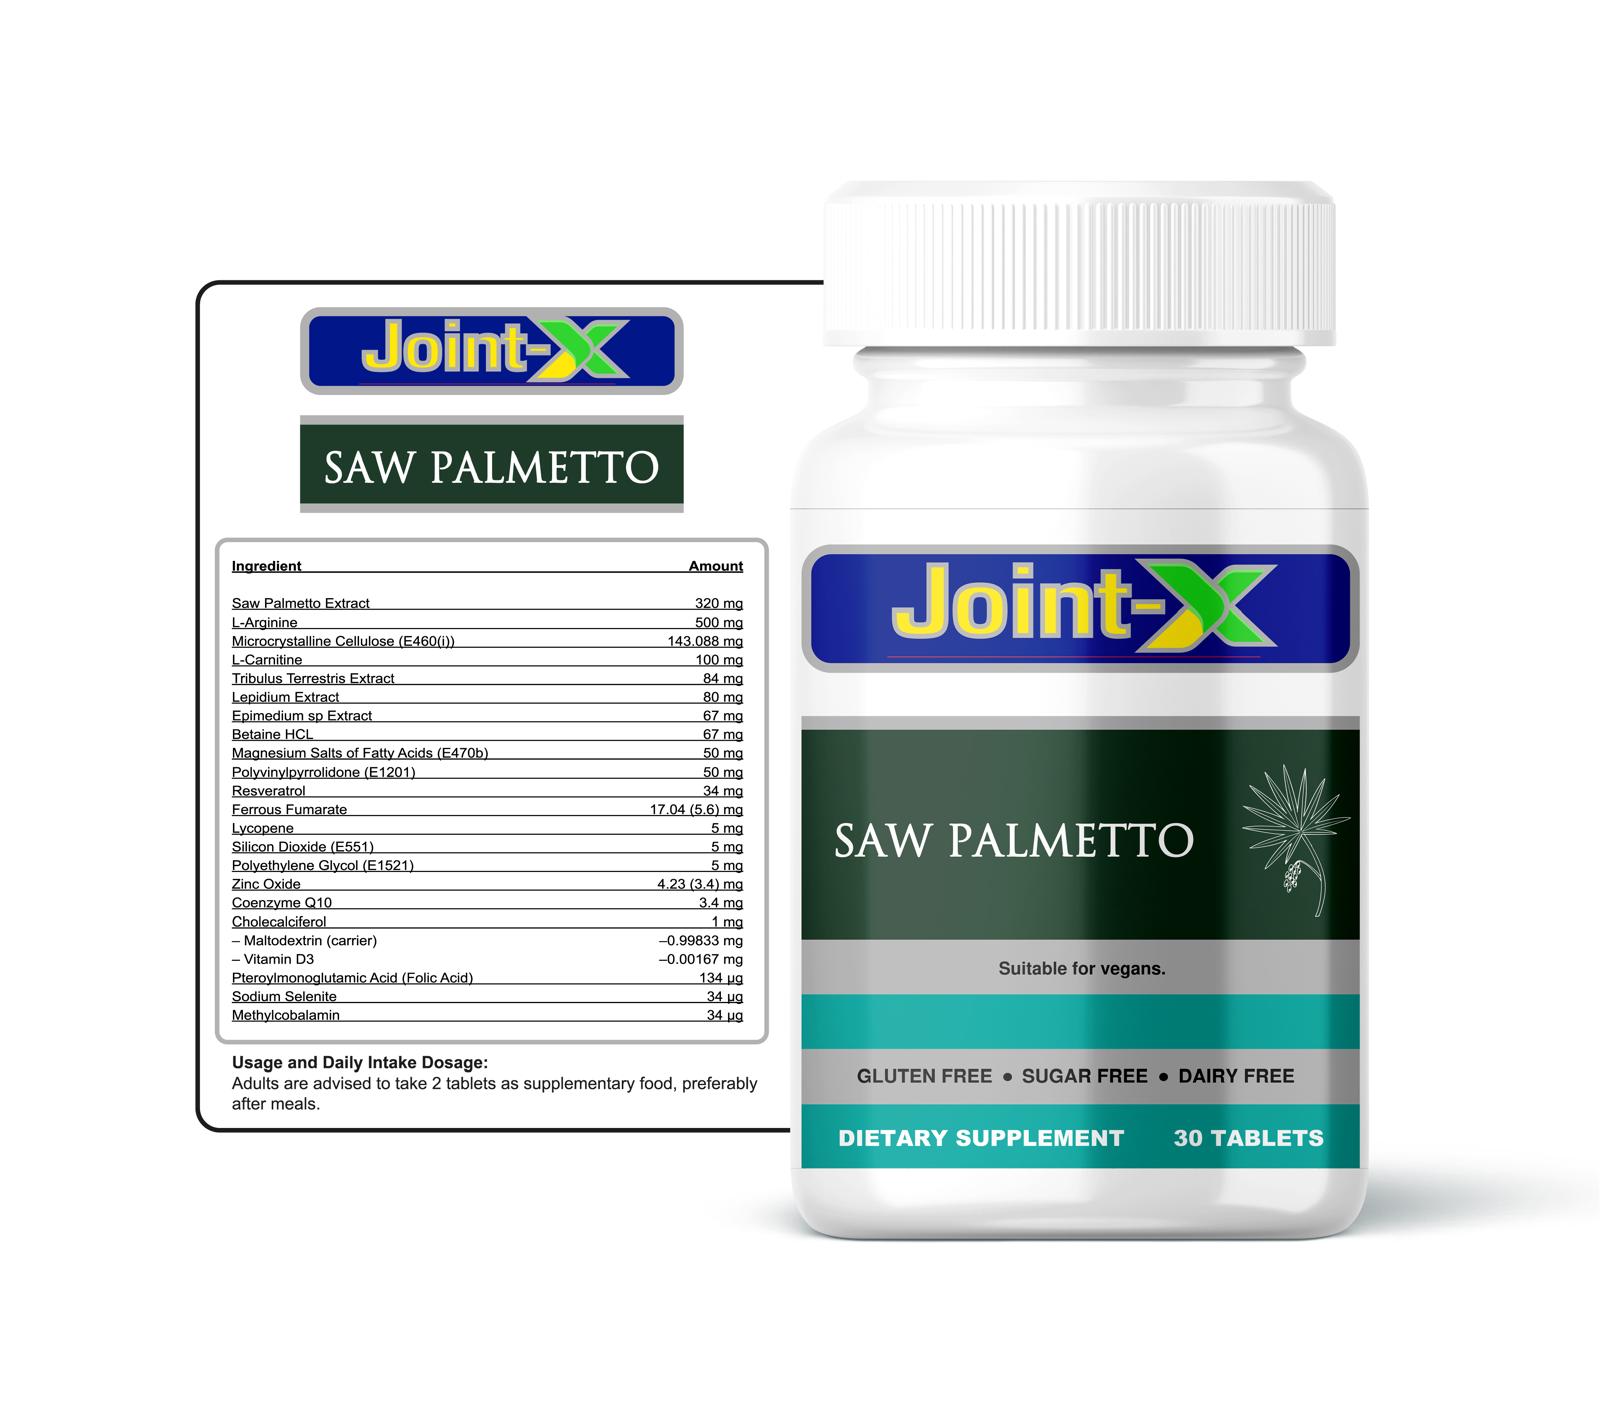 Joint-X
SAW PALMETTO
Ingredient Amount
Saw Palmetto Extract 320 mg
L-Arginine 500 mg
Microcrystalline Cellulose (E460(i)) 143.088 mg
L-Carnitine 100 mg
Tribulus Terrestris Extract 84 mg
Lepidium Extract 80 mg
Epimedium sp Extract 67 mg
Betaine HCL 67 mg
Magnesium Salts of Fatty Acids (E470b) 50 mg
Polyvinylpyrrolidone (E1201) 50 mg
Resveratrol 34 mg
Ferrous Fumarate 17.04 (5.6) mg
Lycopene 5 mg
Silicon Dioxide (E551) 5 mg
Polyethylene Glycol (E1521) 5 mg
Zinc Oxide 4.23 (3.4) mg
Coenzyme Q10 3.4 mg
Cholecalciferol 1 mg
– Maltodextrin (carrier) –0.99833 mg
– Vitamin D3 –0.00167 mg
Pteroylmonoglutamic Acid (Folic Acid) 134 µg
Sodium Selenite 34 µg
Methylcobalamin 34 µg
Usage and Daily Intake Dosage:
Adults are advised to take 2 tablets as supplementary food, preferably
after meals.
Joint-X
SAW PALMETTO
Suitable for vegans.
GLUTEN FREE • SUGAR FREE • DAIRY FREE
DIETARY SUPPLEMENT 30 TABLETS